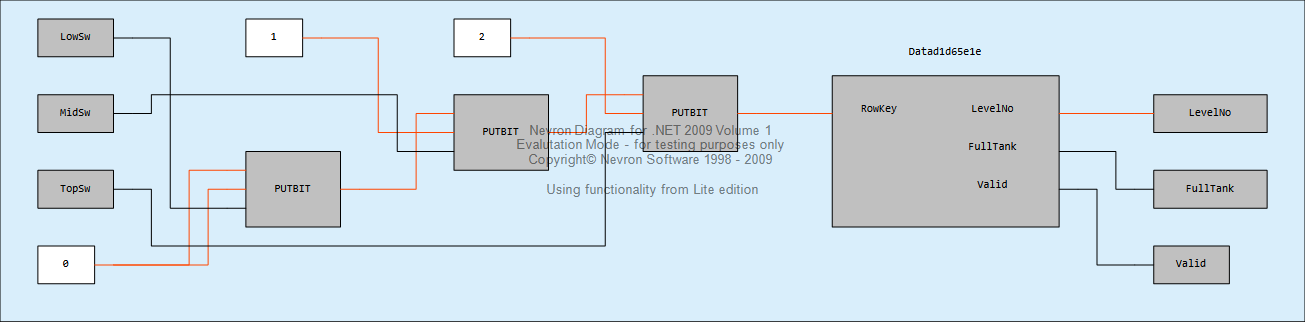 LowSw
1
2
Datad1d65e1e
MidSw
PUTBIT
PUTBIT
RowKey
LevelNo
LevelNo
Nevron Diagram for .NET 2009 Volume 1
Evalutation Mode - for testing purposes only
Copyright© Nevron Software 1998 - 2009
Using functionality from Lite edition
FullTank
TopSw
PUTBIT
Valid
FullTank
0
Valid